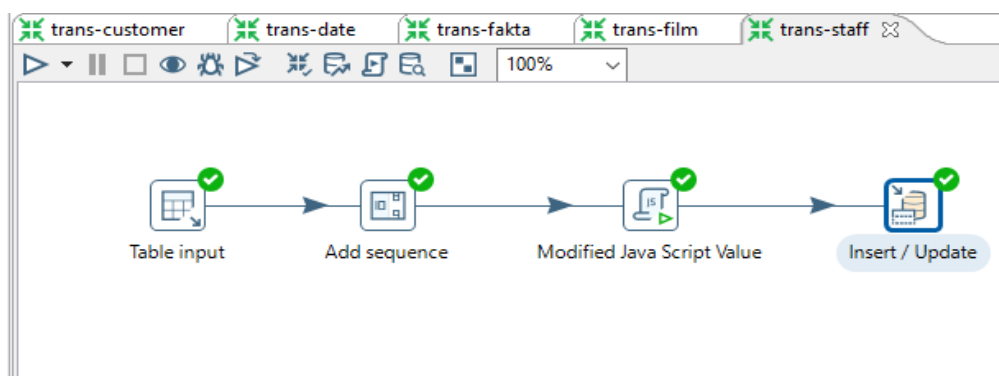 trans-customer trans-date trans-fakta trans-film trans-staff
100%
JS
Table input Add sequence Modified Java Script Value Insert / Update